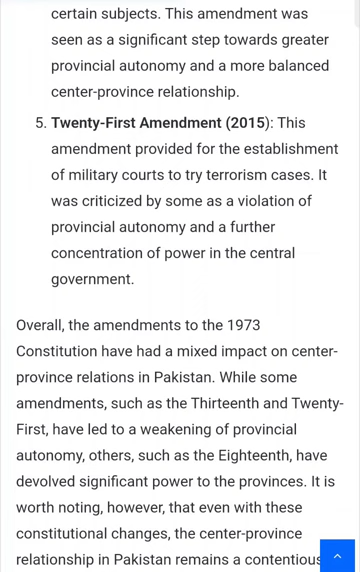 certain subjects. This amendment was
seen as a significant step towards greater
provincial autonomy and a more balanced
center-province relationship.
5. Twenty-First Amendment (2015): This
amendment provided for the establishment
of military courts to try terrorism cases. It
was criticized by some as a violation of
provincial autonomy and a further
concentration of power in the central
government.
Overall, the amendments to the 1973
Constitution have had a mixed impact on center-
province relations in Pakistan. While some
amendments, such as the Thirteenth and Twenty-
First, have led to a weakening of provincial
autonomy, others, such as the Eighteenth, have
devolved significant power to the provinces. It is
worth noting, however, that even with these
constitutional changes, the center-province
relationship in Pakistan remains a contentious